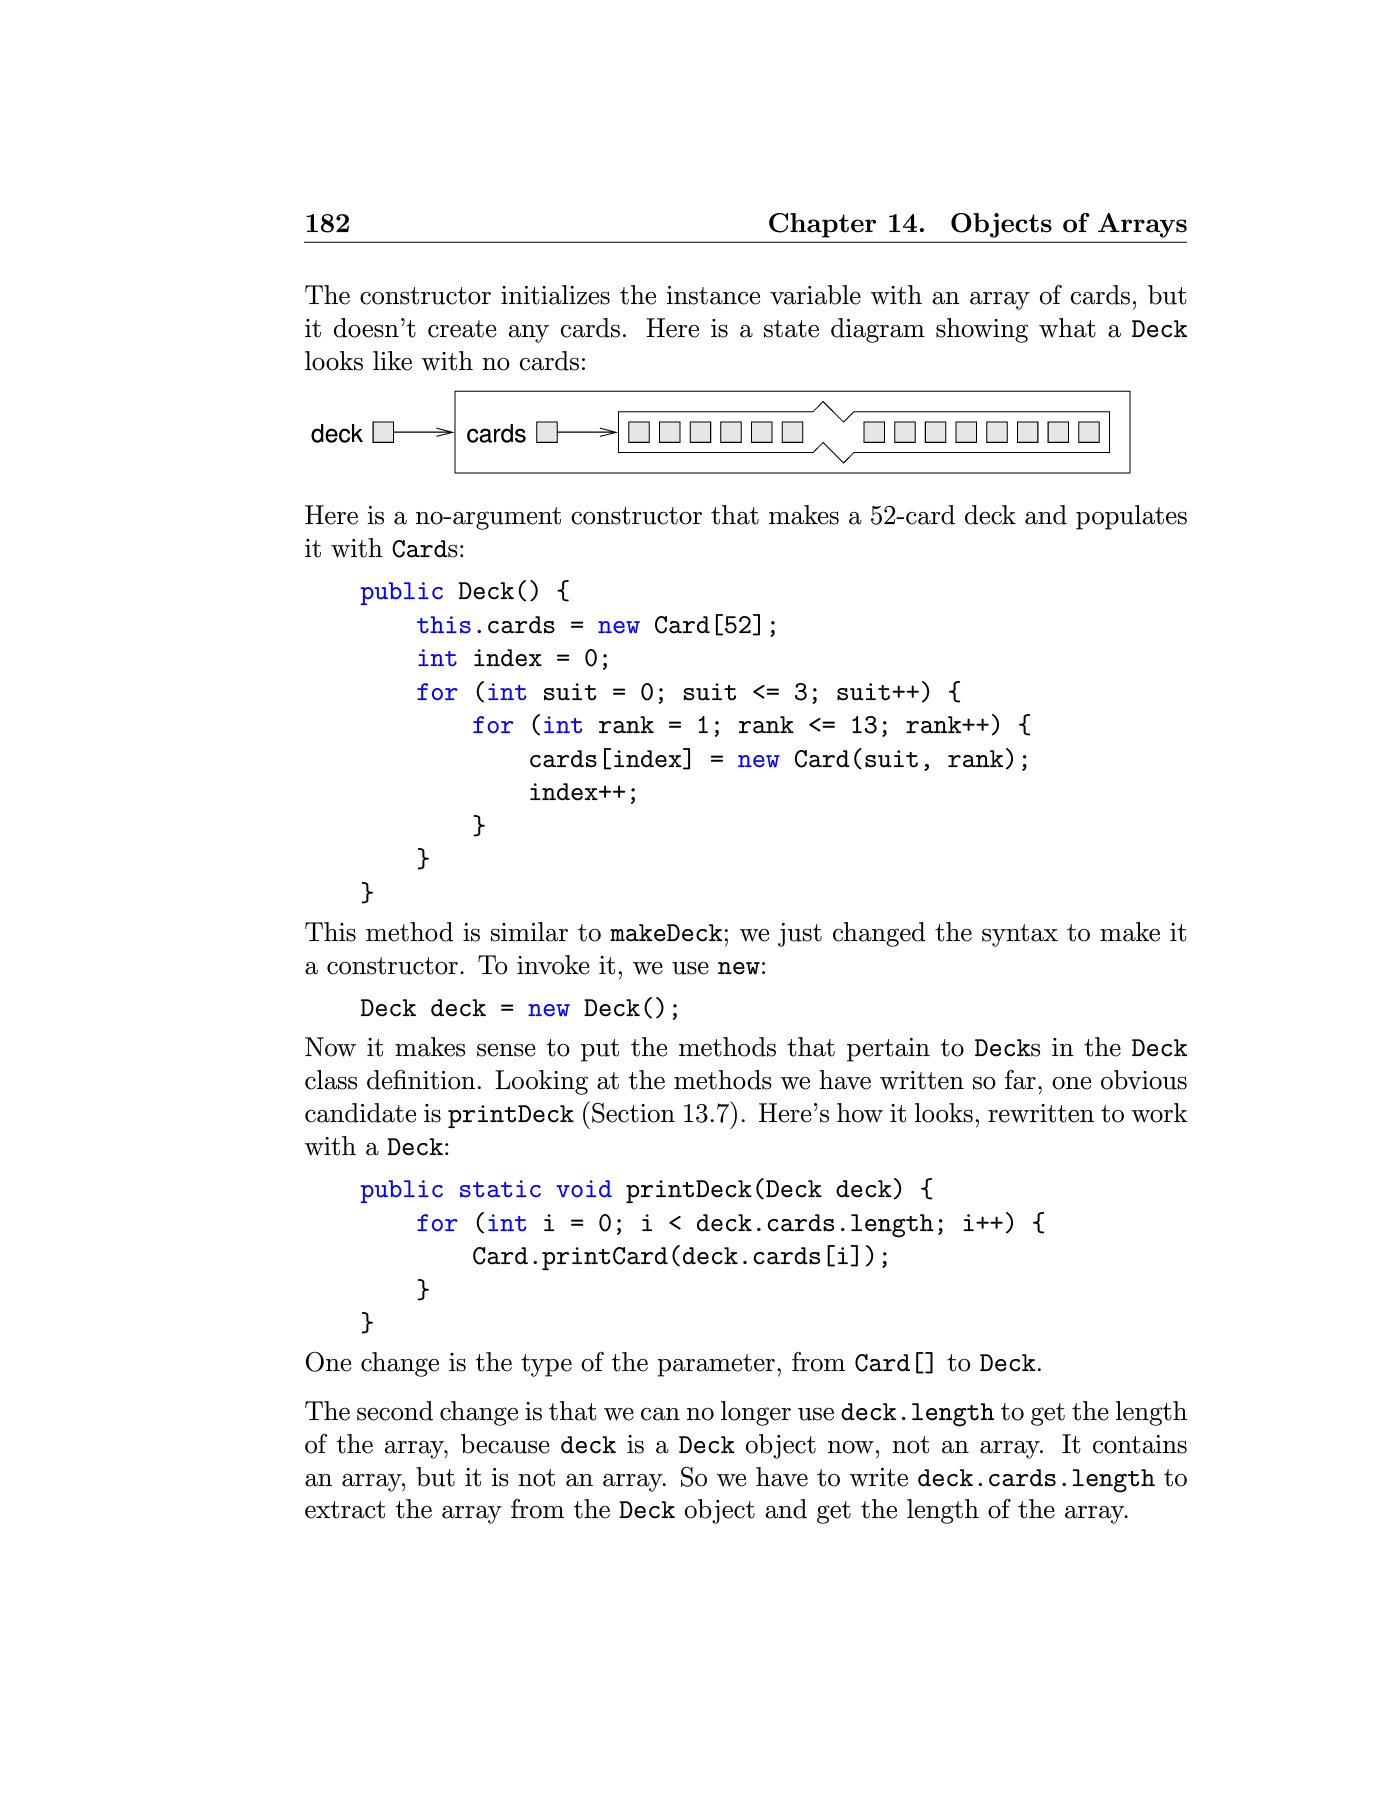 182 Chapter 14. Objects of Arrays
The constructor initializes the instance variable with an array of cards, but
it doesn't create any cards. Here is a state diagram showing what a Deck
looks like with no cards:
deck cards
Here is a no-argument constructor that makes a 52-card deck and populates
it with Cards:
public Deck() {
    this.cards = new Card[52];
    int index = 0;
    for (int suit = 0; suit <= 3; suit++) {
        for (int rank = 1; rank <= 13; rank++) {
            cards[index] = new Card(suit, rank);
            index++;
        }
    }
}
This method is similar to makeDeck; we just changed the syntax to make it
a constructor. To invoke it, we use new:
Deck deck = new Deck();
Now it makes sense to put the methods that pertain to Decks in the Deck
class definition. Looking at the methods we have written so far, one obvious
candidate is printDeck (Section 13.7). Here's how it looks, rewritten to work
with a Deck:
public static void printDeck(Deck deck) {
    for (int i = 0; i < deck.cards.length; i++) {
        Card.printCard(deck.cards[i]);
    }
}
One change is the type of the parameter, from Card[] to Deck.
The second change is that we can no longer use deck.length to get the length
of the array, because deck is a Deck object now, not an array. It contains
an array, but it is not an array. So we have to write deck.cards.length to
extract the array from the Deck object and get the length of the array.